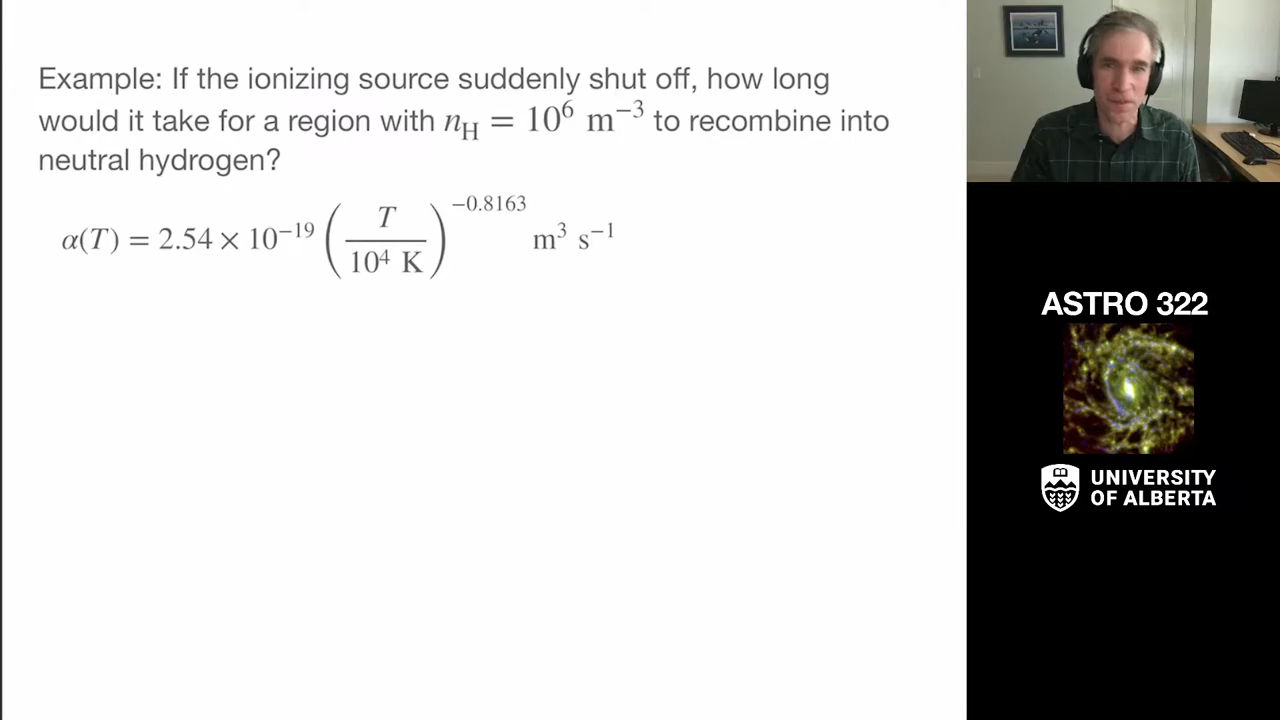 Example: If the ionizing source suddenly shut off, how long
would it take for a region with n_H = 10^6 m^−3 to recombine into
neutral hydrogen?
α(T) = 2.54 × 10^−19 (T / 10^4 K)^−0.8163 m^3 s^−1
ASTRO 322
UNIVERSITY
OF ALBERTA